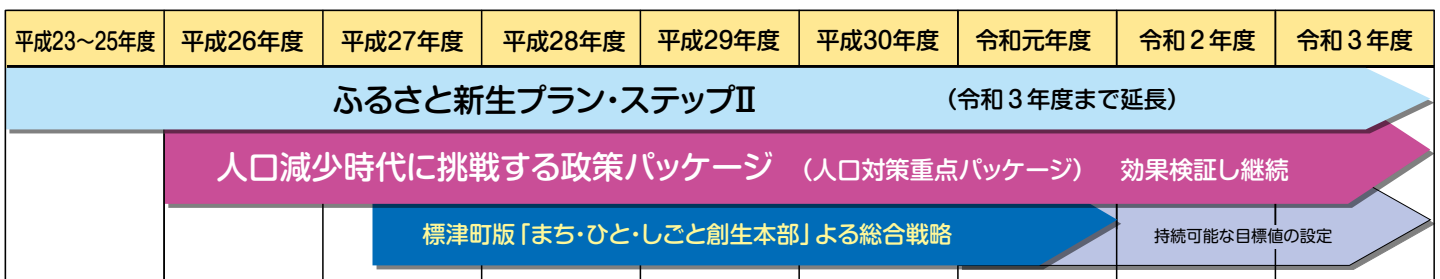 平成23～25年度 平成26年度 平成27年度 平成28年度 平成29年度 平成30年度 令和元年度 令和２年度 令和３年度
ふるさと新生プラン・ステップⅡ （令和３年度まで延長）
人口減少時代に挑戦する政策パッケージ （人口対策重点パッケージ） 効果検証し継続
標津町版「まち・ひと・しごと創生本部」よる総合戦略 持続可能な目標値の設定